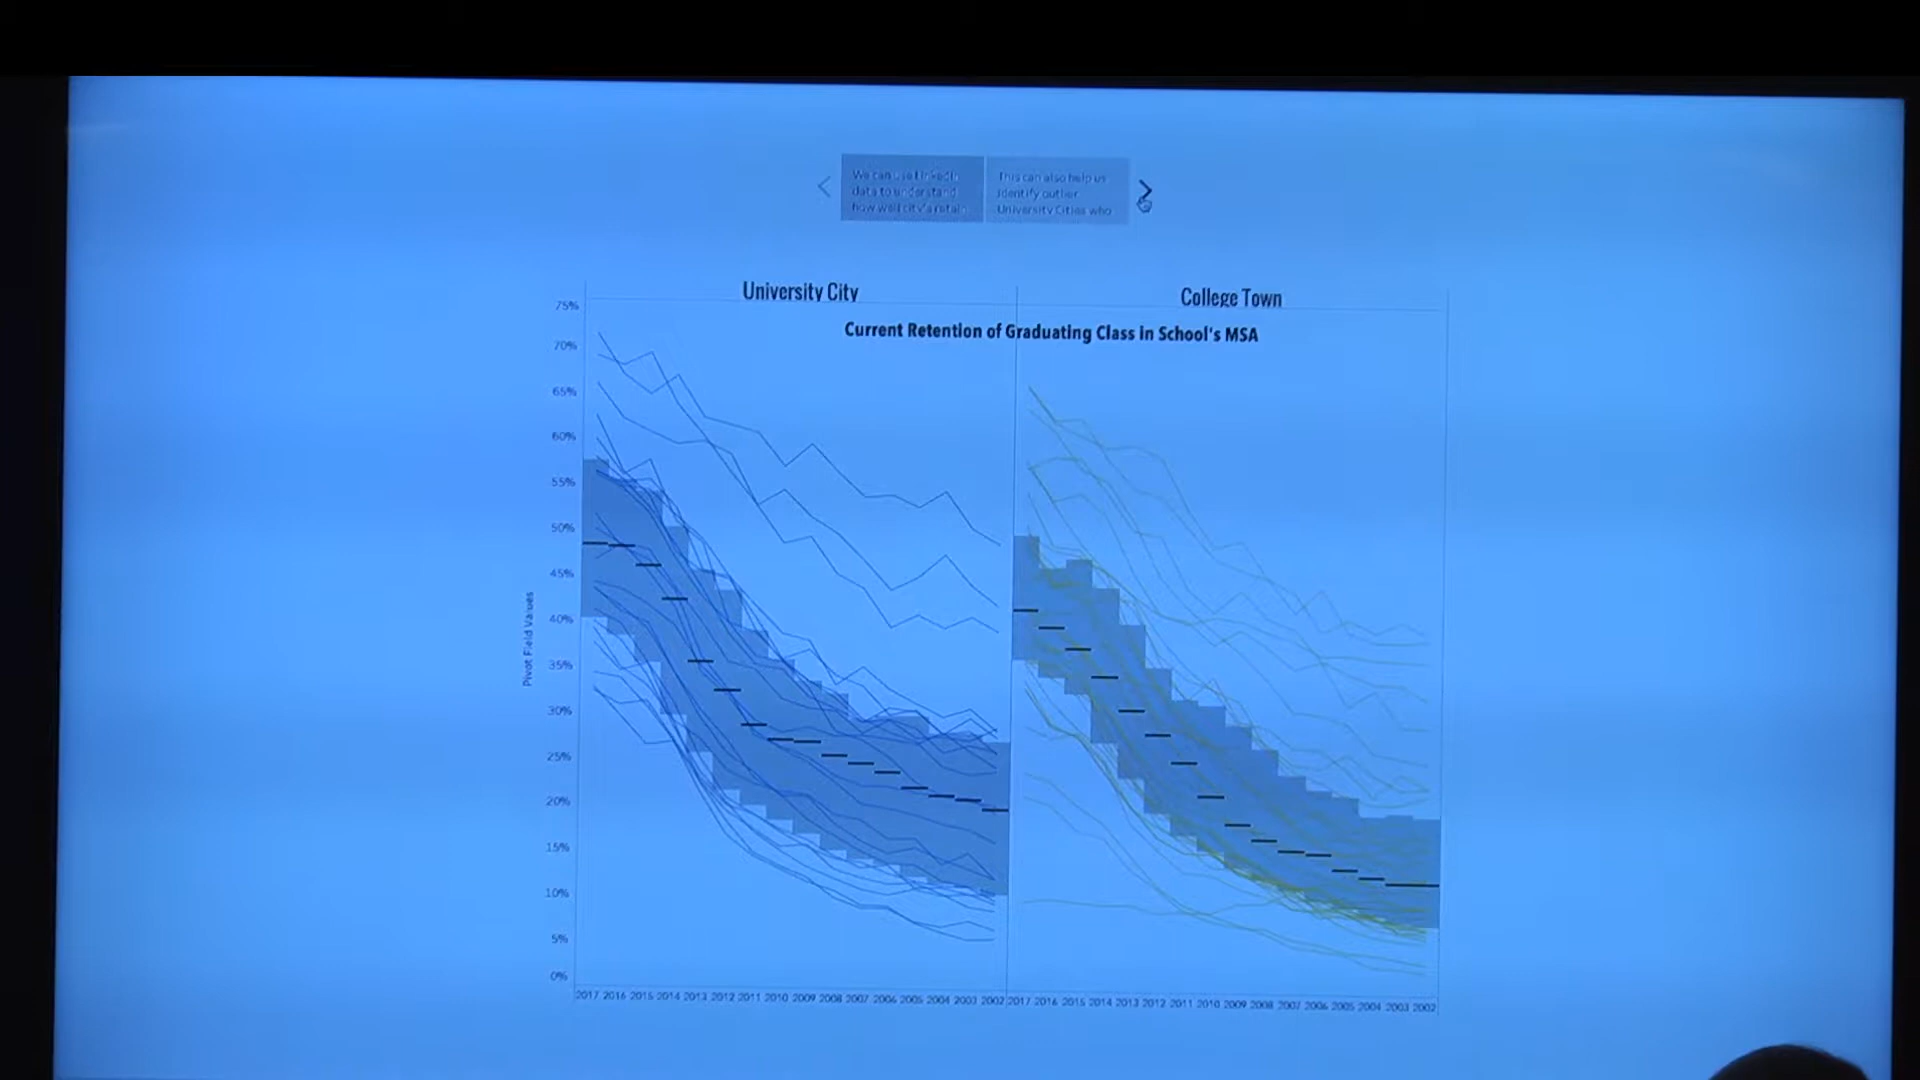 We can use LinkedIn
data to understand
how well city's retain
This can also help us
identify outlier
University Cities who
University City
College Town
Current Retention of Graduating Class in School's MSA
Pivot Field Values
75%
70%
65%
60%
55%
50%
45%
40%
35%
30%
25%
20%
15%
10%
5%
0%
2017 2016 2015 2014 2013 2012 2011 2010 2009 2008 2007 2006 2005 2004 2003 2002
2017 2016 2015 2014 2013 2012 2011 2010 2009 2008 2007 2006 2005 2004 2003 2002